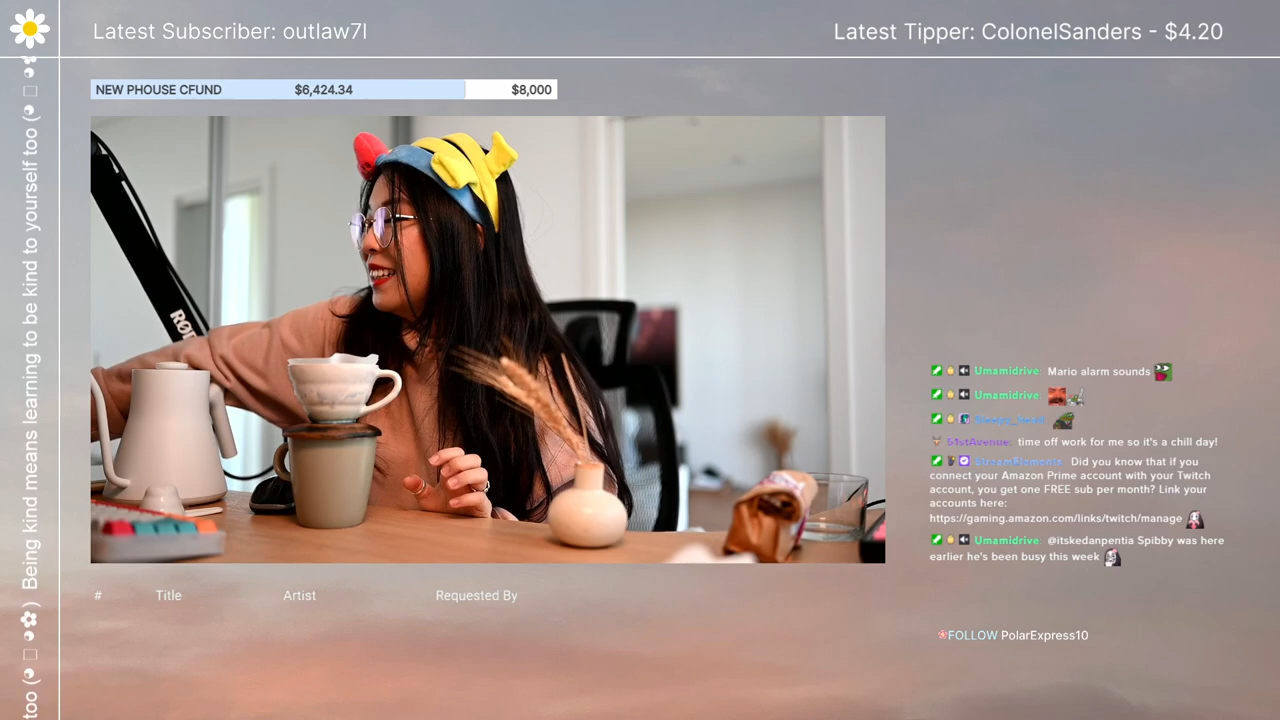 Latest Subscriber: outlaw7l
Latest Tipper: ColonelSanders - $4.20
NEW PHOUSE CFUND $6,424.34 $8,000
too (
Being kind means learning to be kind to yourself too (
RØD
Umamidrive: Mario alarm sounds
Umamidrive:
51stAvenue: time off work for me so it's a chill day!
StreamElements: Did you know that if you
connect your Amazon Prime account with your Twitch
account, you get one FREE sub per month? Link your
accounts here:
https://gaming.amazon.com/links/twitch/manage
Umamidrive: @itskedanpentia Spibby was here
earlier he's been busy this week
# Title Artist Requested By
FOLLOW PolarExpress10